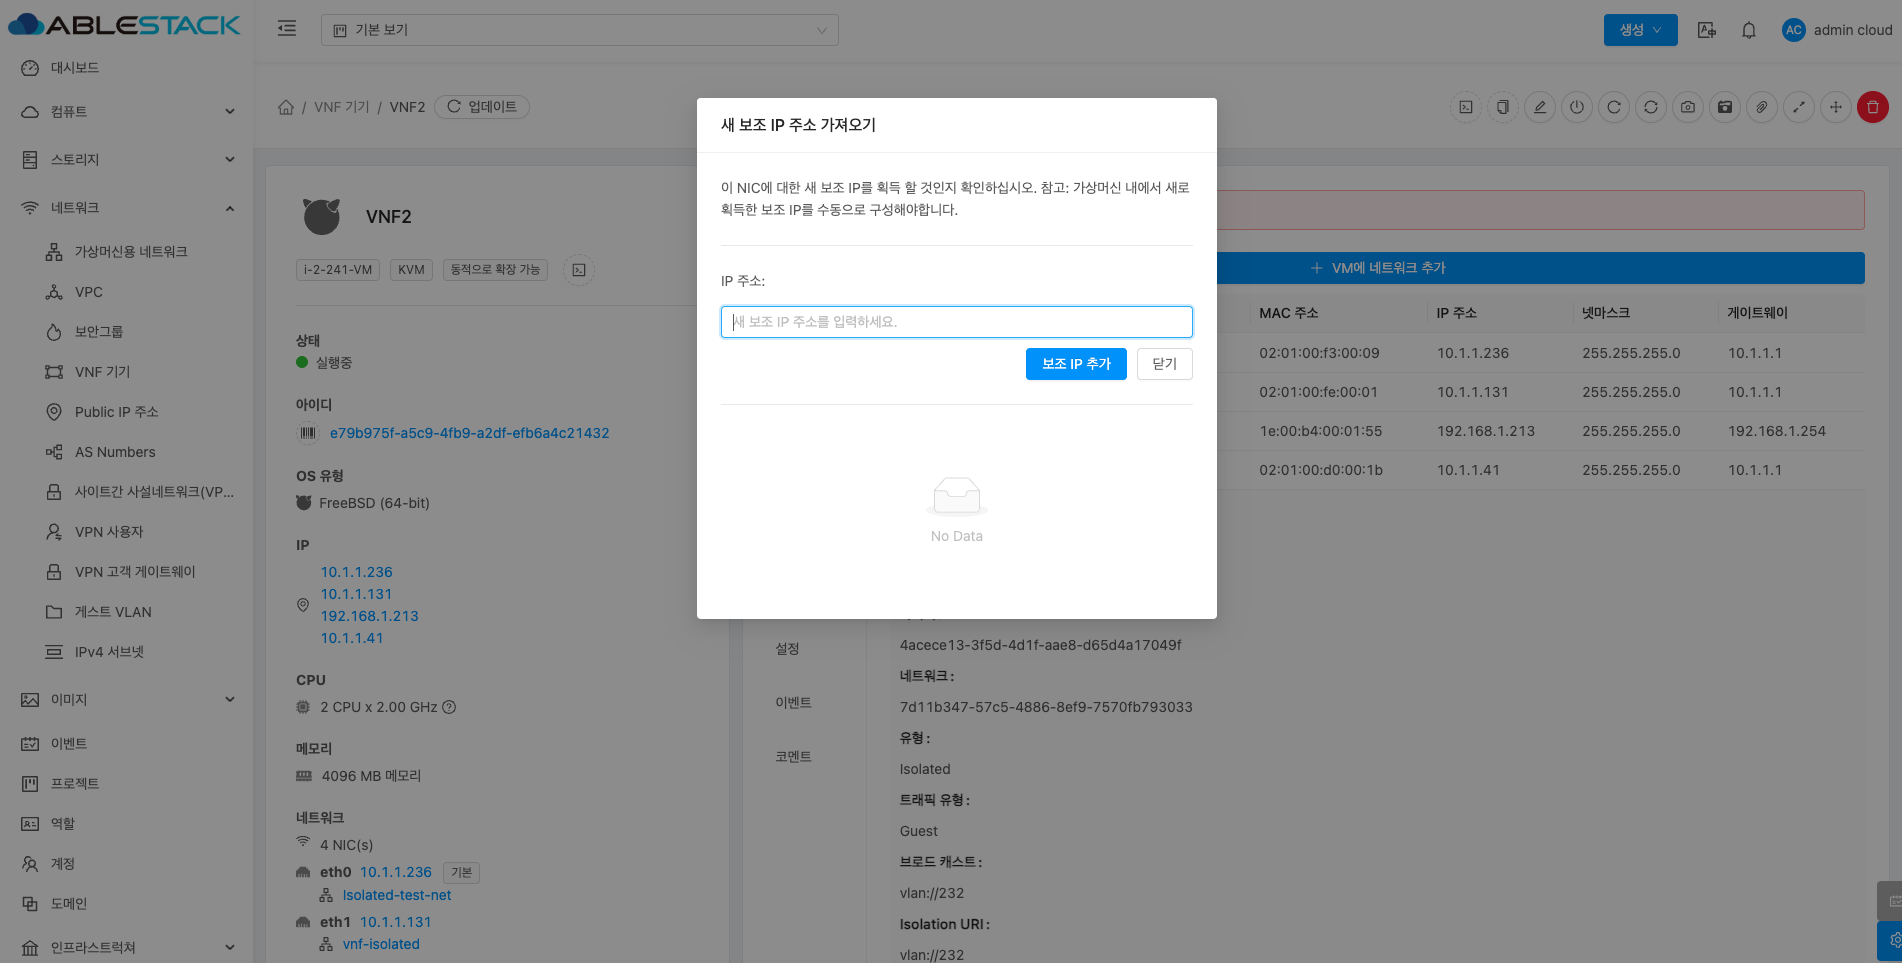 ABLESTACK
기본 보기
생성
AC
admin cloud
대시보드
컴퓨트
스토리지
네트워크
가상머신용 네트워크
VPC
보안그룹
VNF 기기
Public IP 주소
AS Numbers
사이트간 사설네트워크(VP...
VPN 사용자
VPN 고객 게이트웨이
게스트 VLAN
IPv4 서브넷
이미지
이벤트
프로젝트
역할
계정
도메인
인프라스트럭쳐
/ VNF 기기 / VNF2 업데이트
VNF2
i-2-241-VM KVM 동적으로 확장 가능
상태
실행중
아이디
e79b975f-a5c9-4fb9-a2df-efb6a4c21432
OS 유형
FreeBSD (64-bit)
IP
10.1.1.236
10.1.1.131
192.168.1.213
10.1.1.41
CPU
2 CPU x 2.00 GHz
메모리
4096 MB 메모리
네트워크
4 NIC(s)
eth0 10.1.1.236 기본
Isolated-test-net
eth1 10.1.1.131
vnf-isolated
새 보조 IP 주소 가져오기
이 NIC에 대한 새 보조 IP를 획득 할 것인지 확인하십시오. 참고: 가상머신 내에서 새로
획득한 보조 IP를 수동으로 구성해야합니다.
IP 주소:
새 보조 IP 주소를 입력하세요.
보조 IP 추가
닫기
No Data
VM에 네트워크 추가
MAC 주소 IP 주소 넷마스크 게이트웨이
02:01:00:f3:00:09 10.1.1.236 255.255.255.0 10.1.1.1
02:01:00:fe:00:01 10.1.1.131 255.255.255.0 10.1.1.1
1e:00:b4:00:01:55 192.168.1.213 255.255.255.0 192.168.1.254
02:01:00:d0:00:1b 10.1.1.41 255.255.255.0 10.1.1.1
설정
이벤트
코멘트
4acece13-3f5d-4d1f-aae8-d65d4a17049f
네트워크 :
7d11b347-57c5-4886-8ef9-7570fb793033
유형 :
Isolated
트래픽 유형 :
Guest
브로드 캐스트 :
vlan://232
Isolation URI :
vlan://232